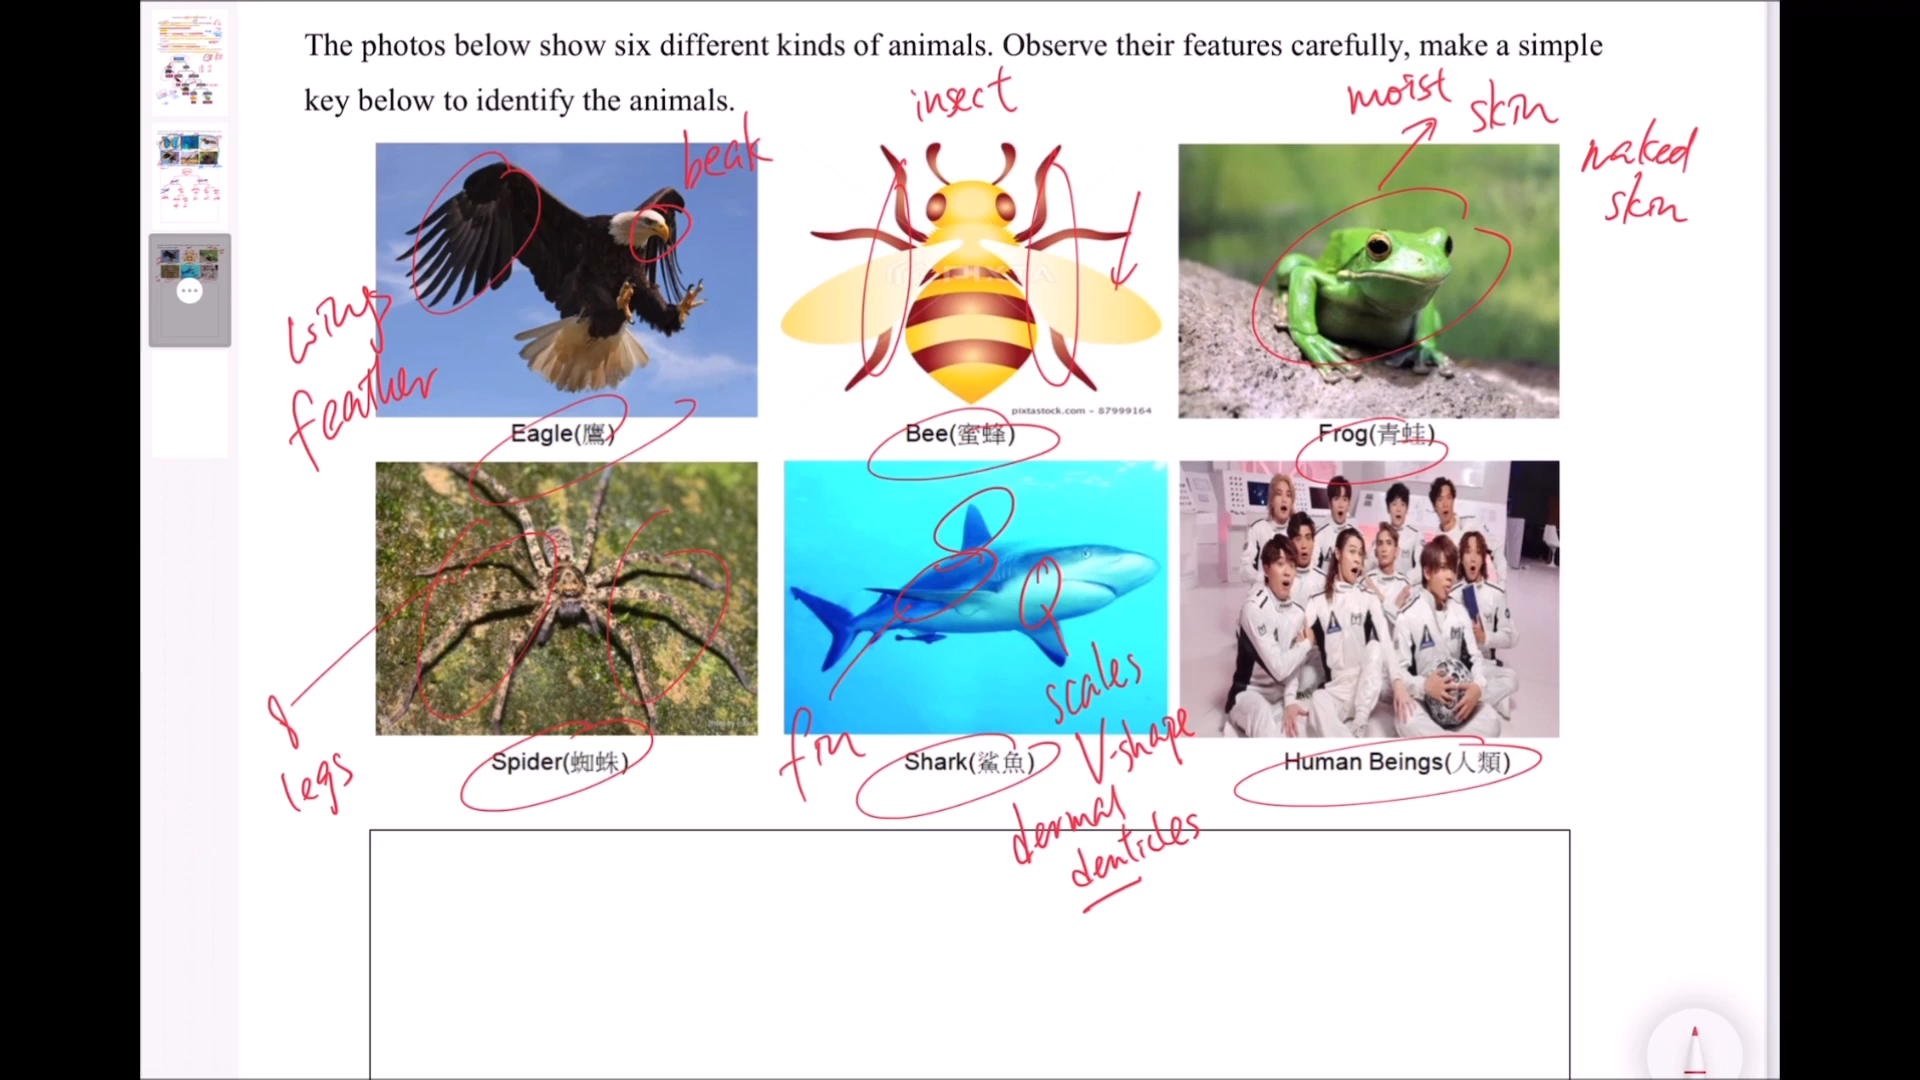 The photos below show six different kinds of animals. Observe their features carefully, make a simple
key below to identify the animals.
insect
moist
skin
naked
skin
beak
wings
feather
pixtastock.com - 87999164
Eagle(鷹)
Bee(蜜蜂)
Frog(青蛙)
8
legs
fin
scales
V-shape
dermal
denticles
Spider(蜘蛛)
Shark(鯊魚)
Human Beings(人類)